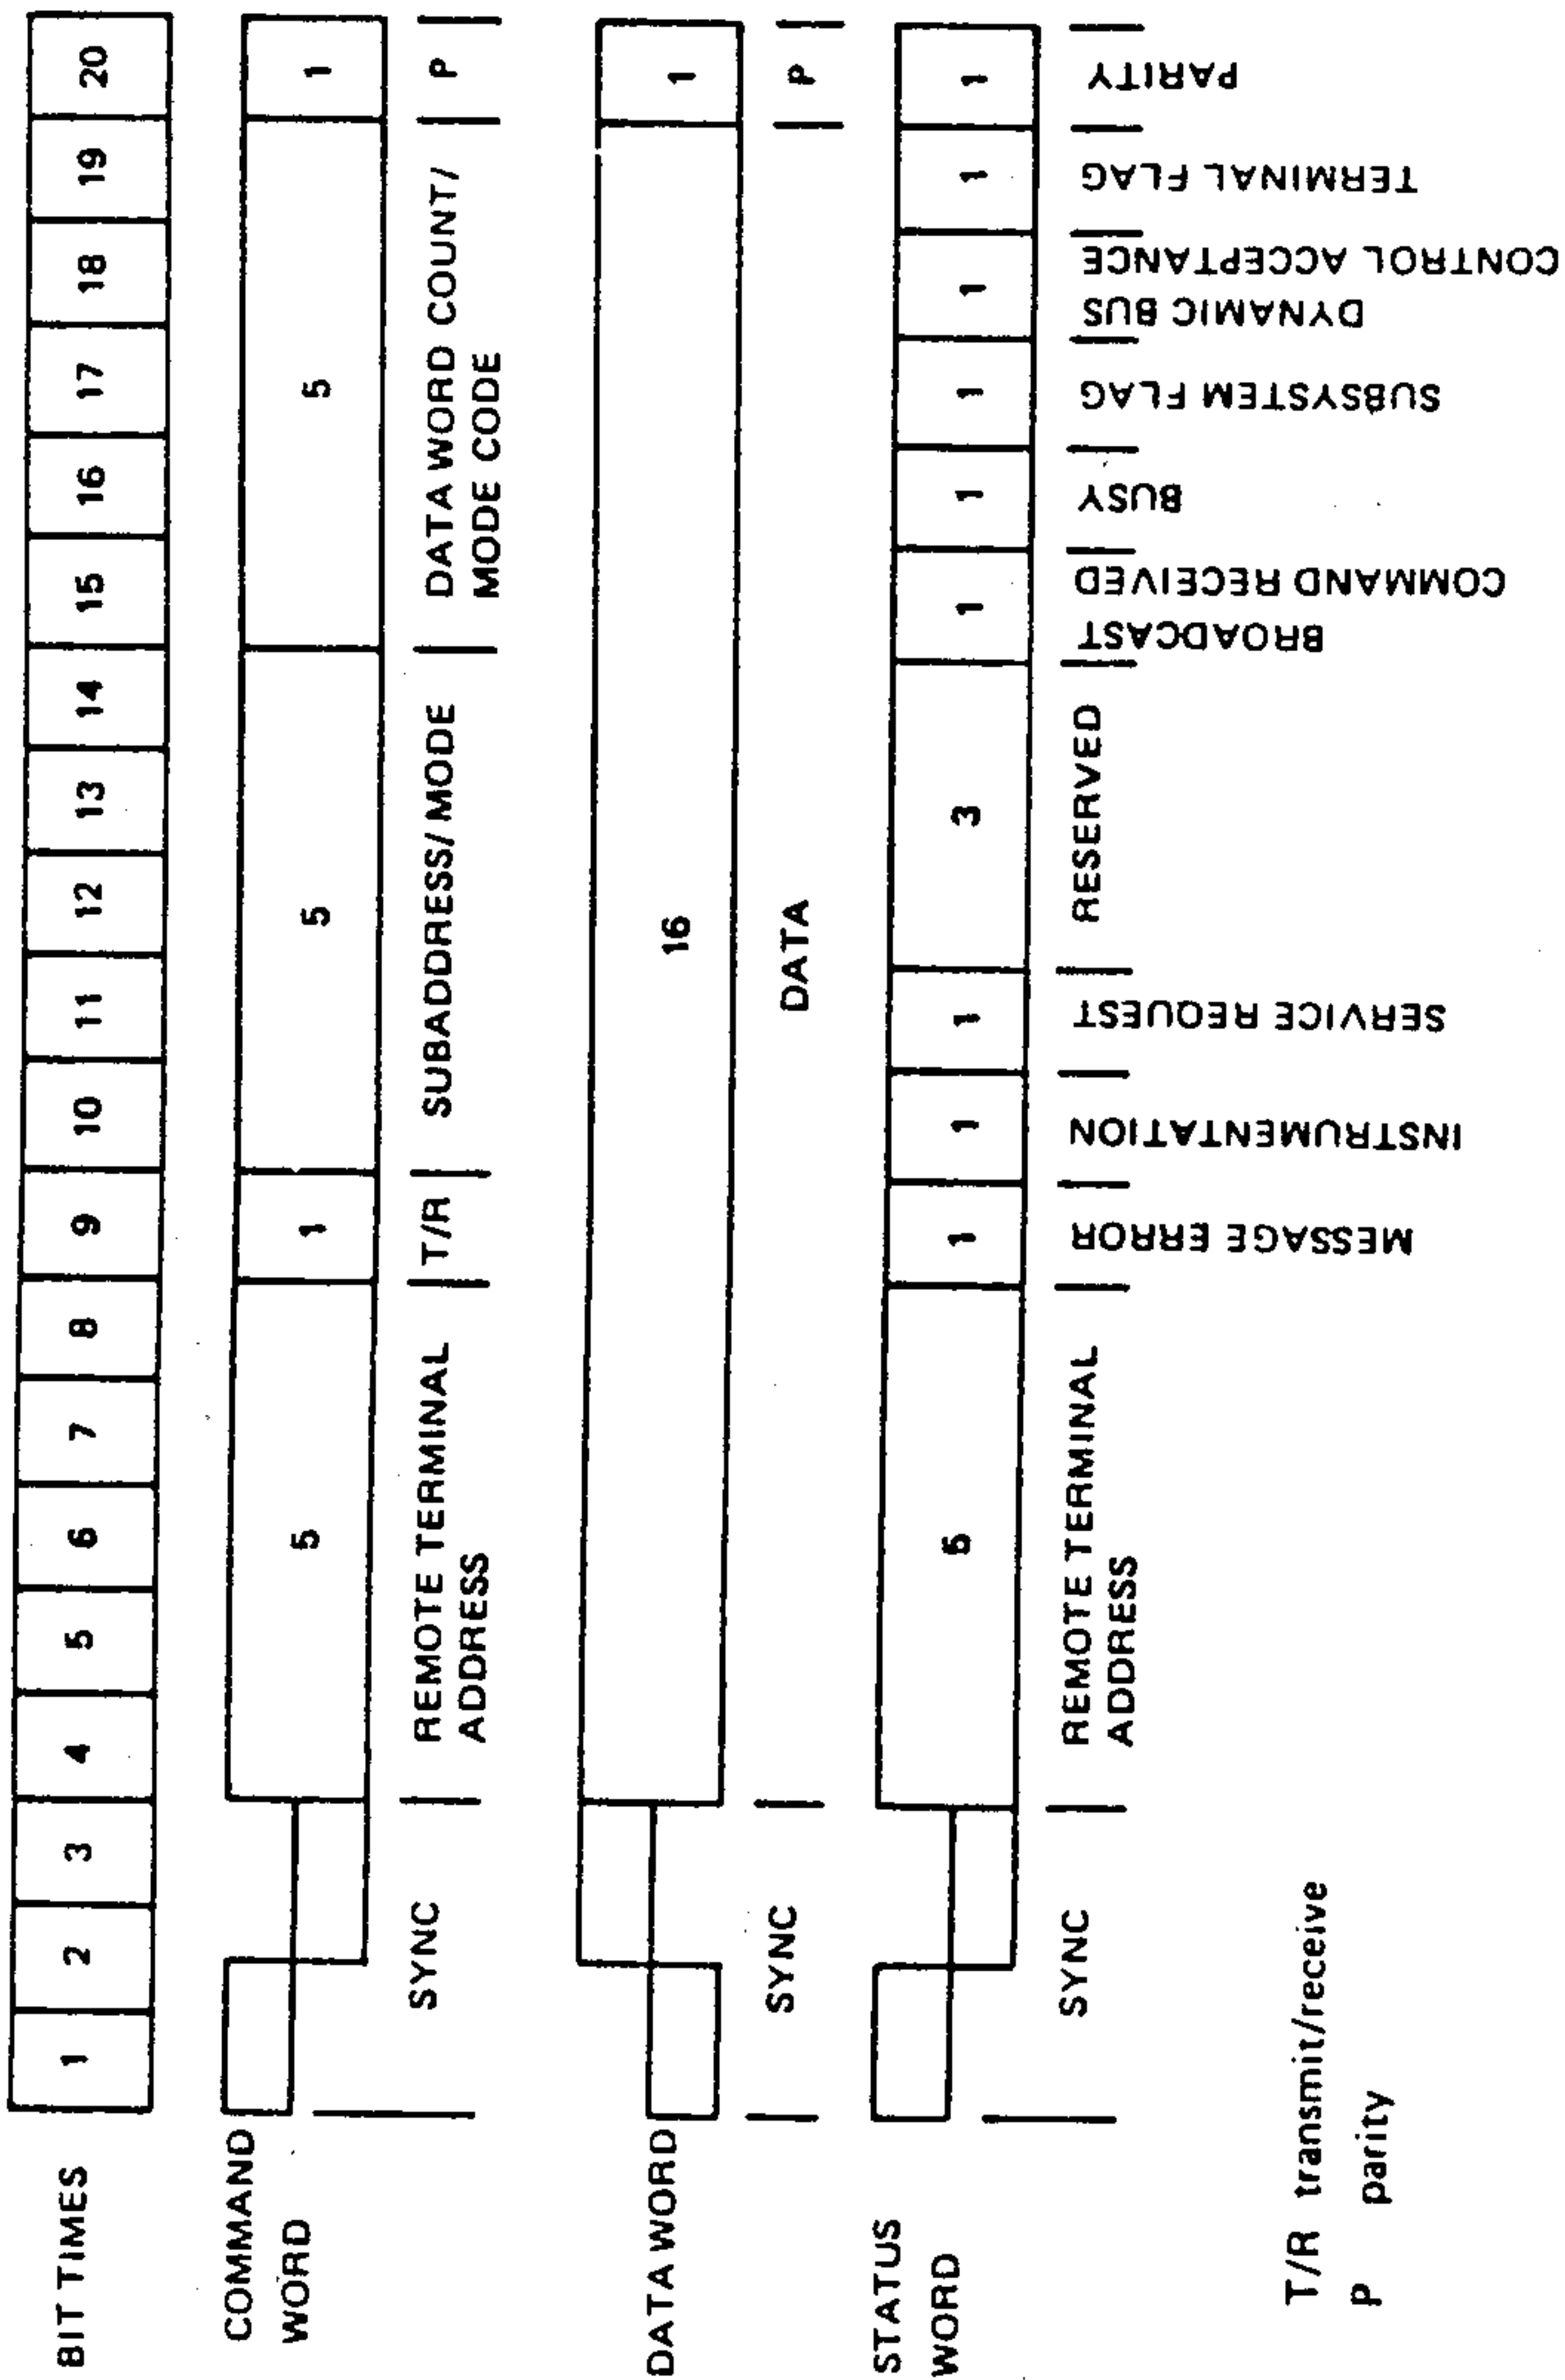 BIT TIMES
1 2 3 4 5 6 7 8 9 10 11 12 13 14 15 16 17 18 19 20
COMMAND
WORD
5 1 5 5 1
SYNC
REMOTE TERMINAL
ADDRESS
T/R
SUBADDRESS/MODE
DATA WORD COUNT/
MODE CODE
P
DATA WORD
16 1
SYNC
DATA
P
STATUS
WORD
5 1 1 1 3 1 1 1 1 1 1
SYNC
REMOTE TERMINAL
ADDRESS
MESSAGE ERROR
INSTRUMENTATION
SERVICE REQUEST
RESERVED
BROADCAST
COMMAND RECEIVED
BUSY
SUBSYSTEM FLAG
DYNAMIC BUS
CONTROL ACCEPTANCE
TERMINAL FLAG
PARITY
T/R transmit/receive
P parity